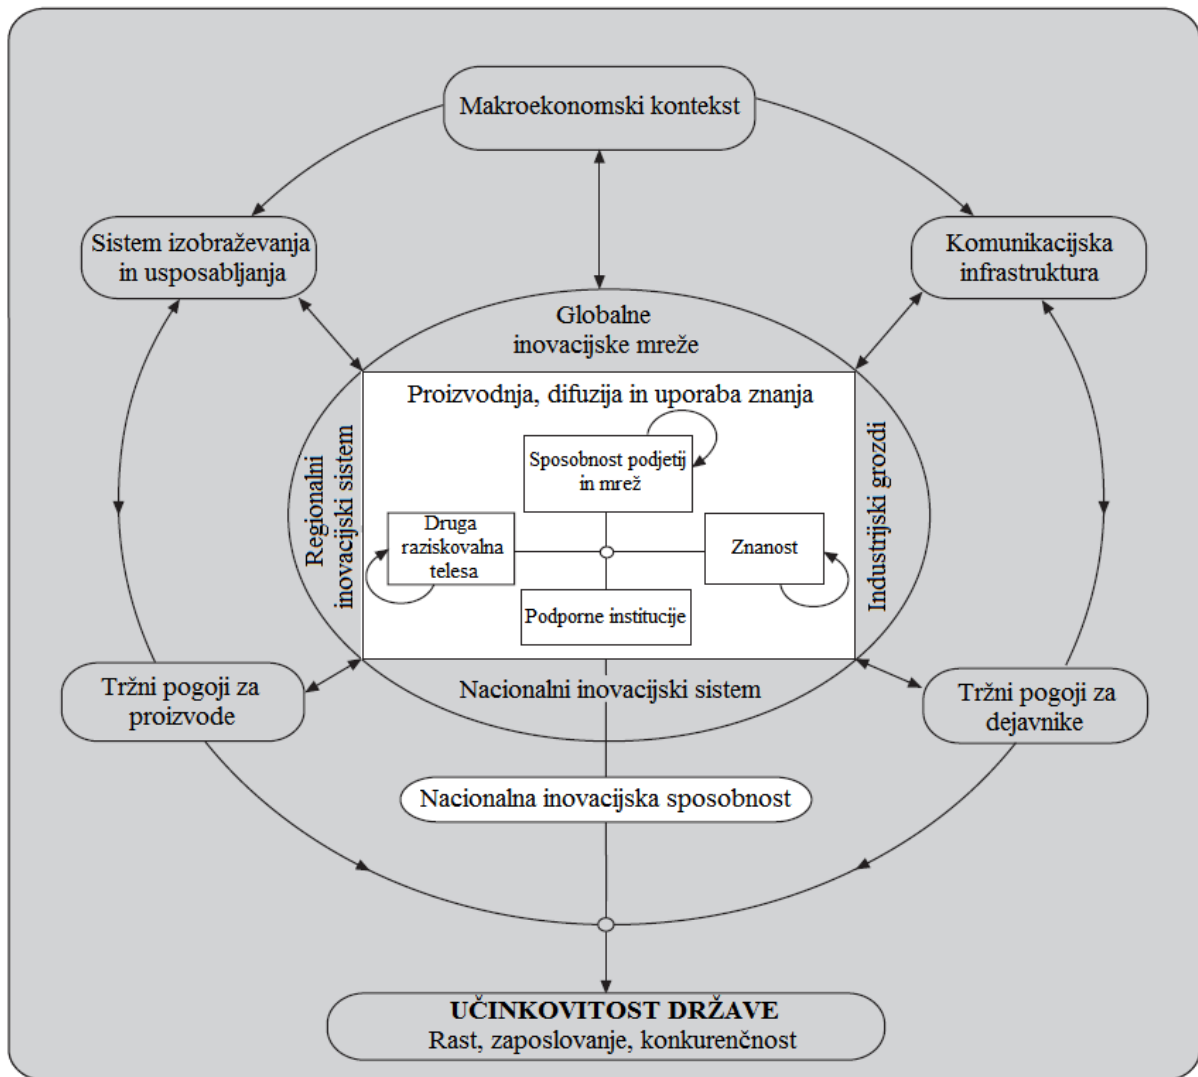 Makroekonomski kontekst
Sistem izobraževanja
in usposabljanja
Komunikacijska
infrastruktura
Globalne
inovacijske mreže
Proizvodnja, difuzija in uporaba znanja
Regionalni
inovacijski sistem
Industrijski grozdi
Sposobnost podjetij
in mrež
Druga
raziskovalna
telesa
Znanost
Podporne institucije
Tržni pogoji za
proizvode
Nacionalni inovacijski sistem
Tržni pogoji za
dejavnike
Nacionalna inovacijska sposobnost
UČINKOVITOST DRŽAVE
Rast, zaposlovanje, konkurenčnost